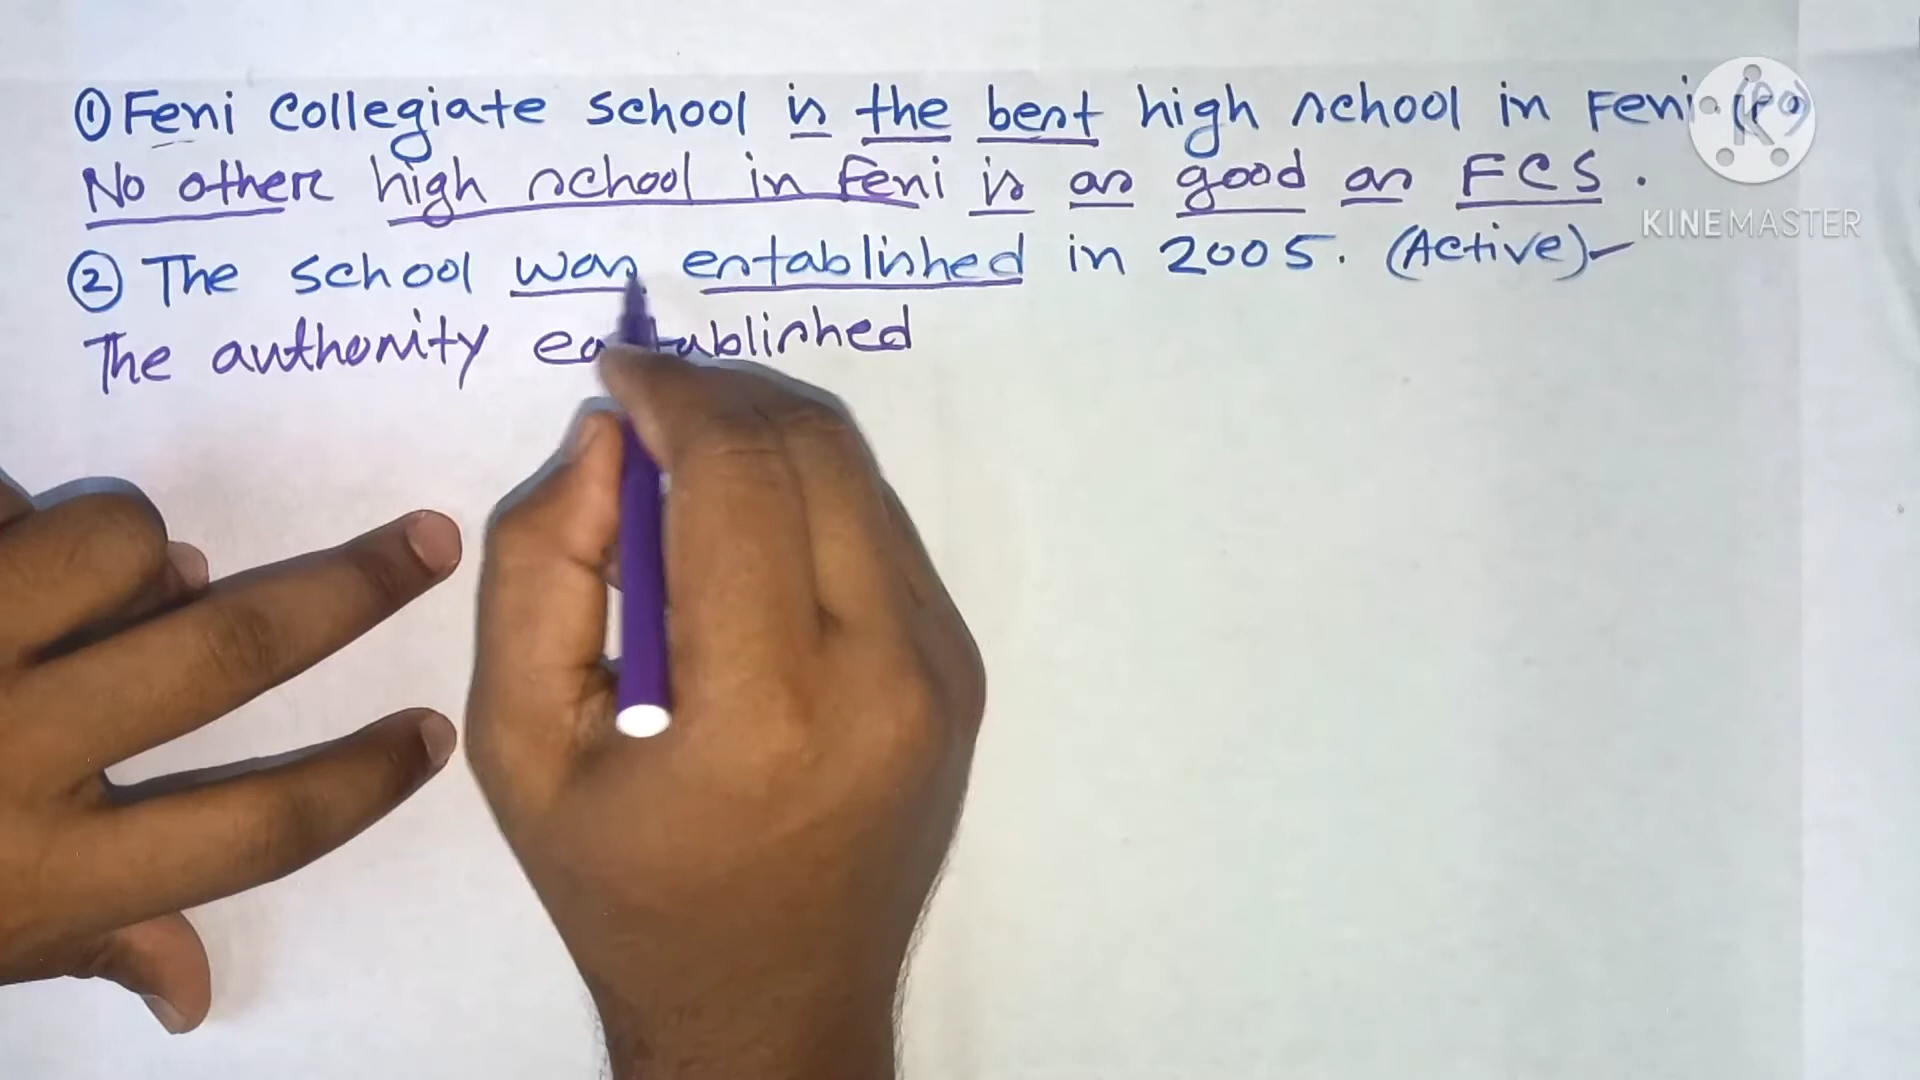 ① Feni Collegiate school is the best high school in Feni.
No other high school in Feni is as good as FCS.
KINEMASTER
② The school was established in 2005. (Active)
The authority established